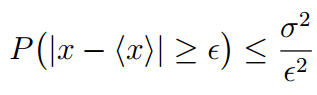 P(|x − ⟨x⟩| ≥ ϵ) ≤ σ²/ϵ²